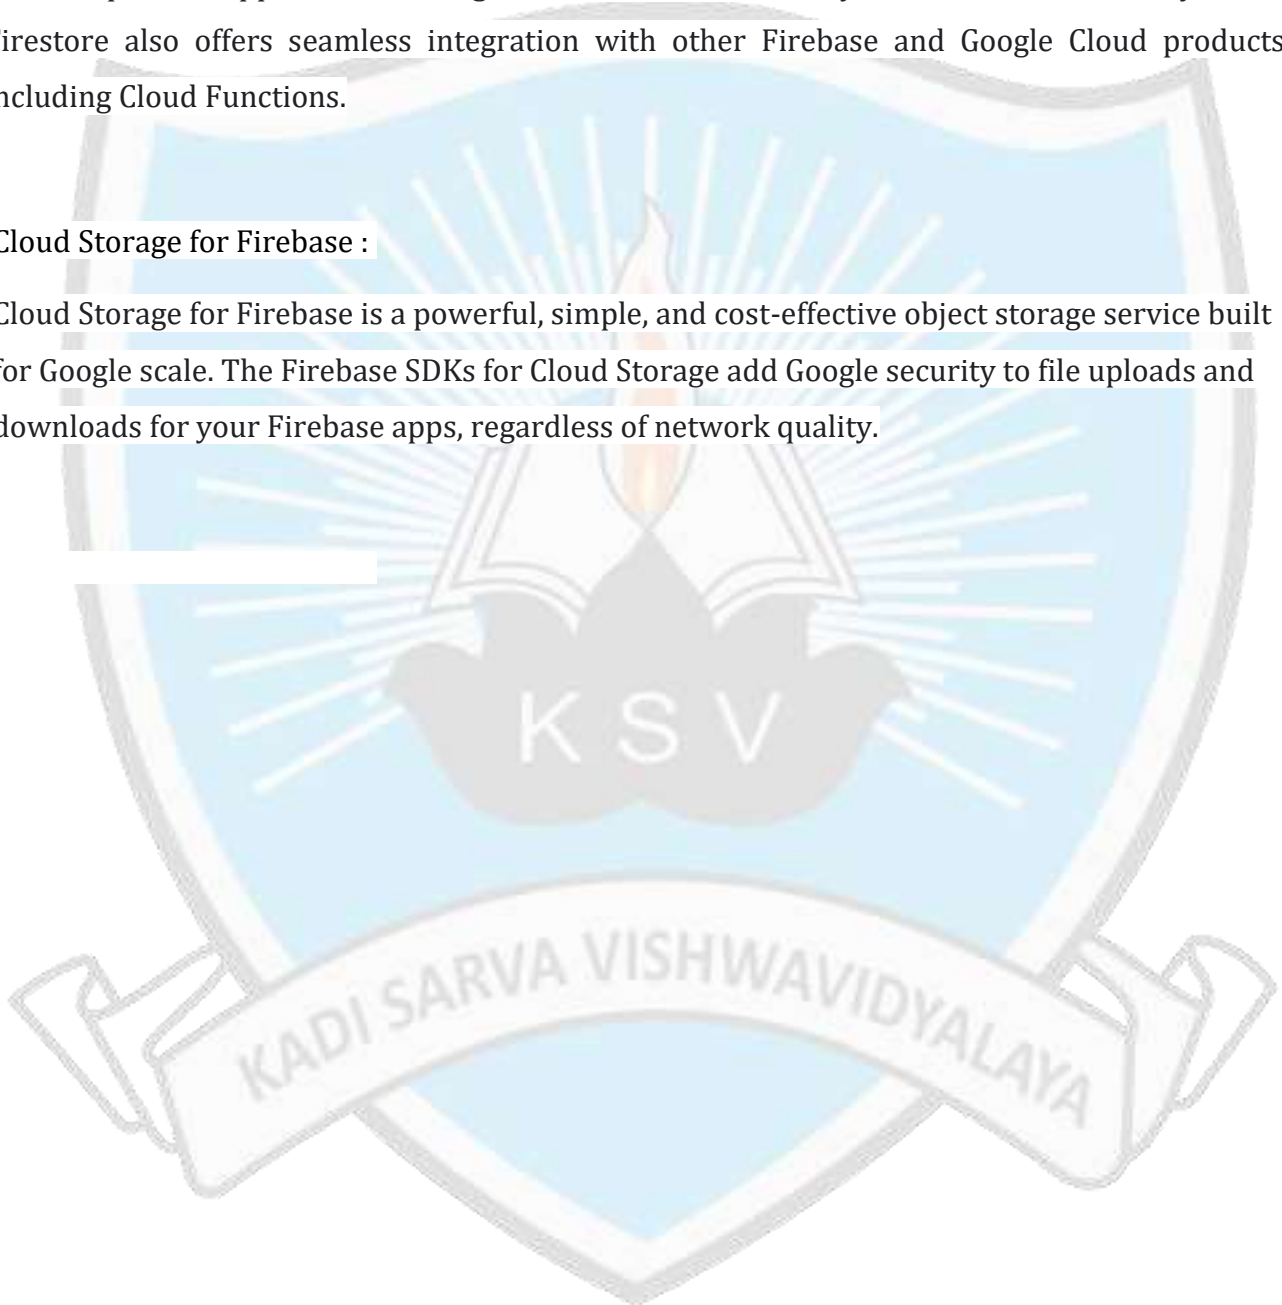 irestore also offers seamless integration with other Firebase and Google Cloud products
ncluding Cloud Functions.
Cloud Storage for Firebase :
Cloud Storage for Firebase is a powerful, simple, and cost-effective object storage service built
for Google scale. The Firebase SDKs for Cloud Storage add Google security to file uploads and
downloads for your Firebase apps, regardless of network quality.
K S V
KADI SARVA VISHWAVIDYALAYA